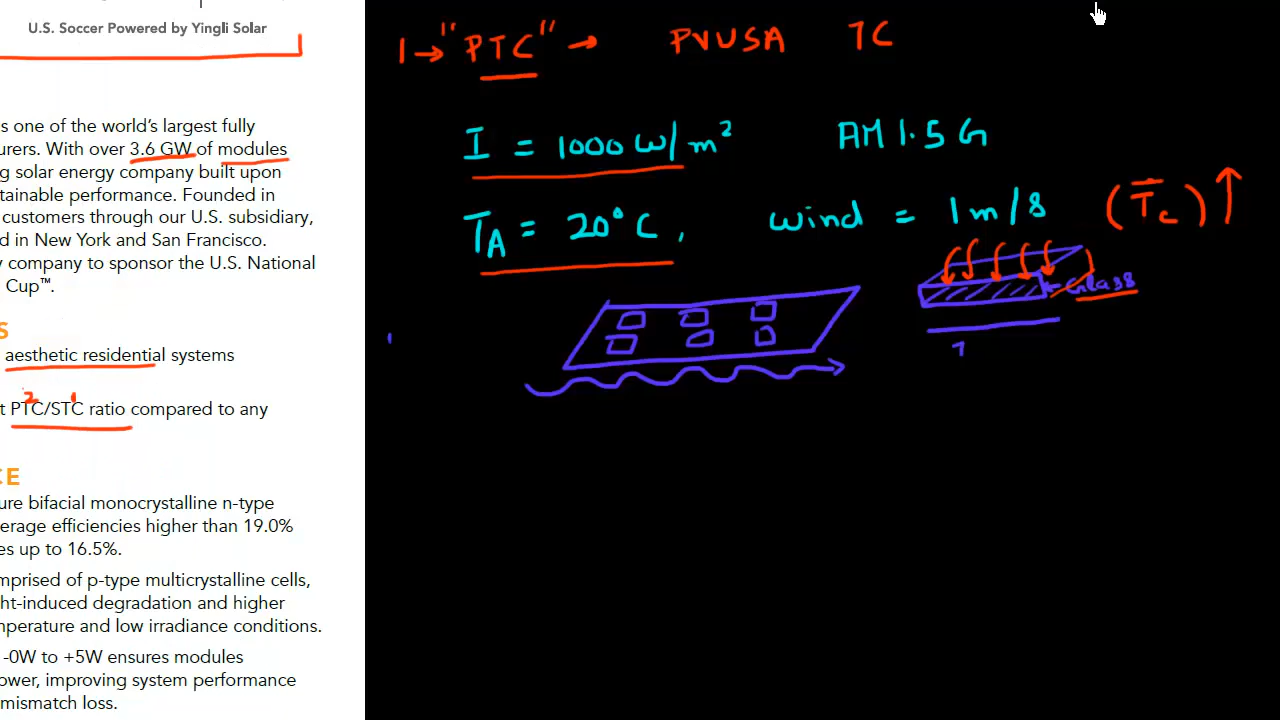 U.S. Soccer Powered by Yingli Solar
s one of the world's largest fully
urers. With over 3.6 GW of modules
ng solar energy company built upon
tainable performance. Founded in
customers through our U.S. subsidiary,
d in New York and San Francisco.
y company to sponsor the U.S. National
Cup™.
S
aesthetic residential systems
2 1
t PTC/STC ratio compared to any
CE
ure bifacial monocrystalline n-type
erage efficiencies higher than 19.0%
es up to 16.5%.
mprised of p-type multicrystalline cells,
ht-induced degradation and higher
mperature and low irradiance conditions.
-0W to +5W ensures modules
ower, improving system performance
mismatch loss.
1 → "PTC" → PVUSA TC
I = 1000 W/m² AM 1.5 G
TA = 20°C, wind = 1m/s (Tc) ↑
Glass